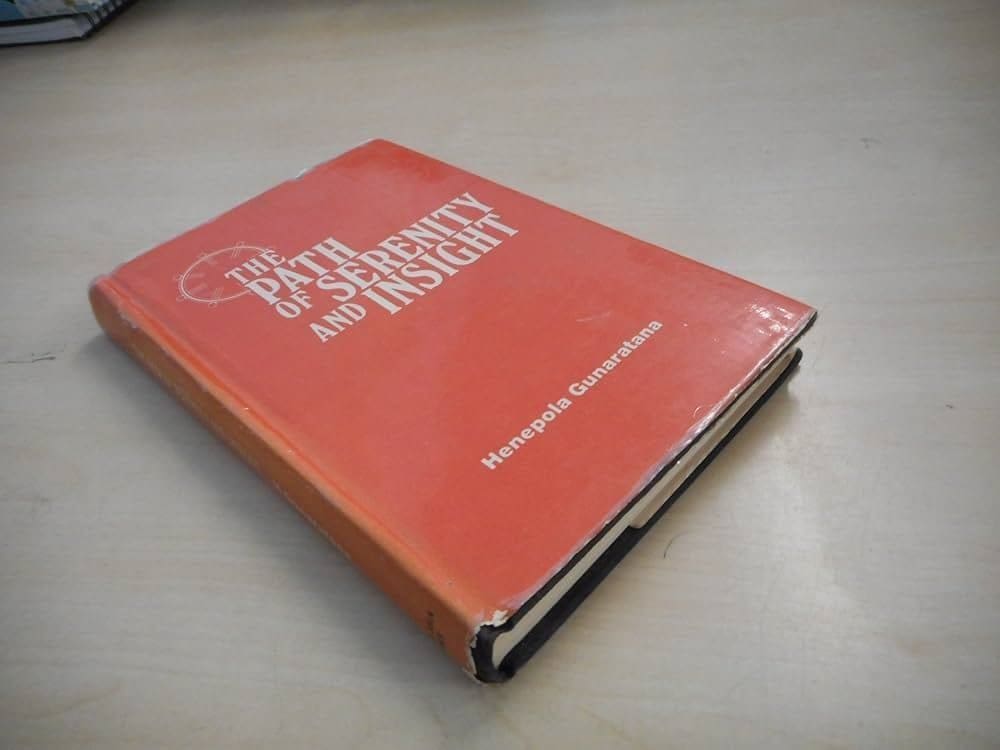 THE
PATH
OF SERENITY
AND INSIGHT
Henepola Gunaratana